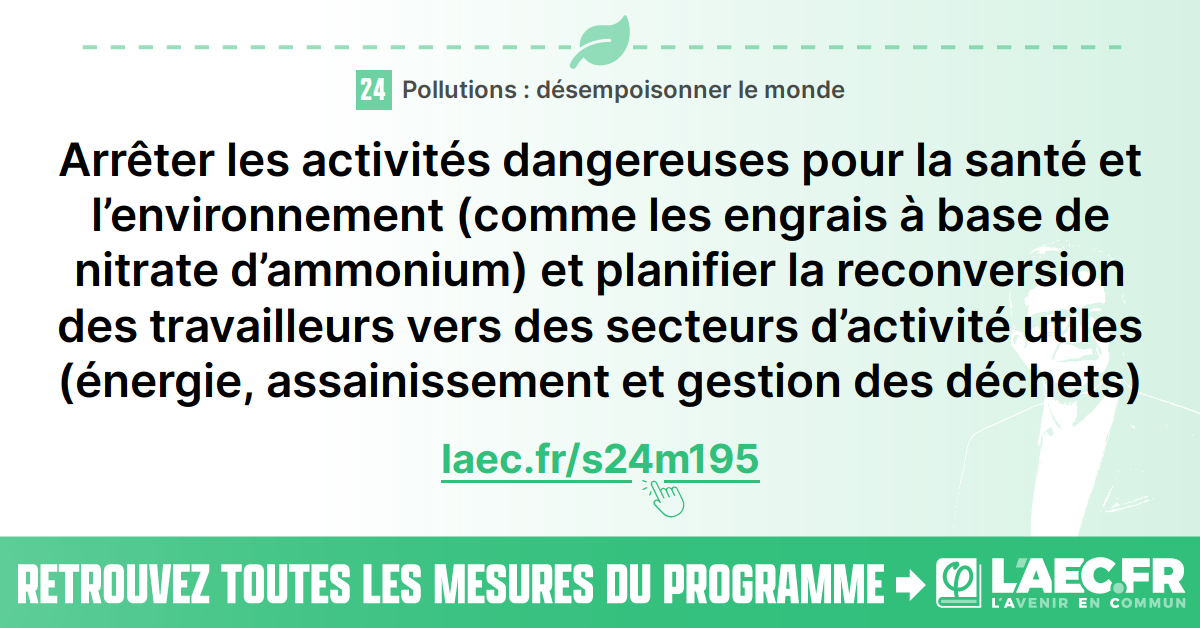 24 Pollutions : désempoisonner le monde
Arrêter les activités dangereuses pour la santé et
l’environnement (comme les engrais à base de
nitrate d’ammonium) et planifier la reconversion
des travailleurs vers des secteurs d’activité utiles
(énergie, assainissement et gestion des déchets)
laec.fr/s24m195
RETROUVEZ TOUTES LES MESURES DU PROGRAMME
L'AEC.FR
L'AVENIR EN COMMUN